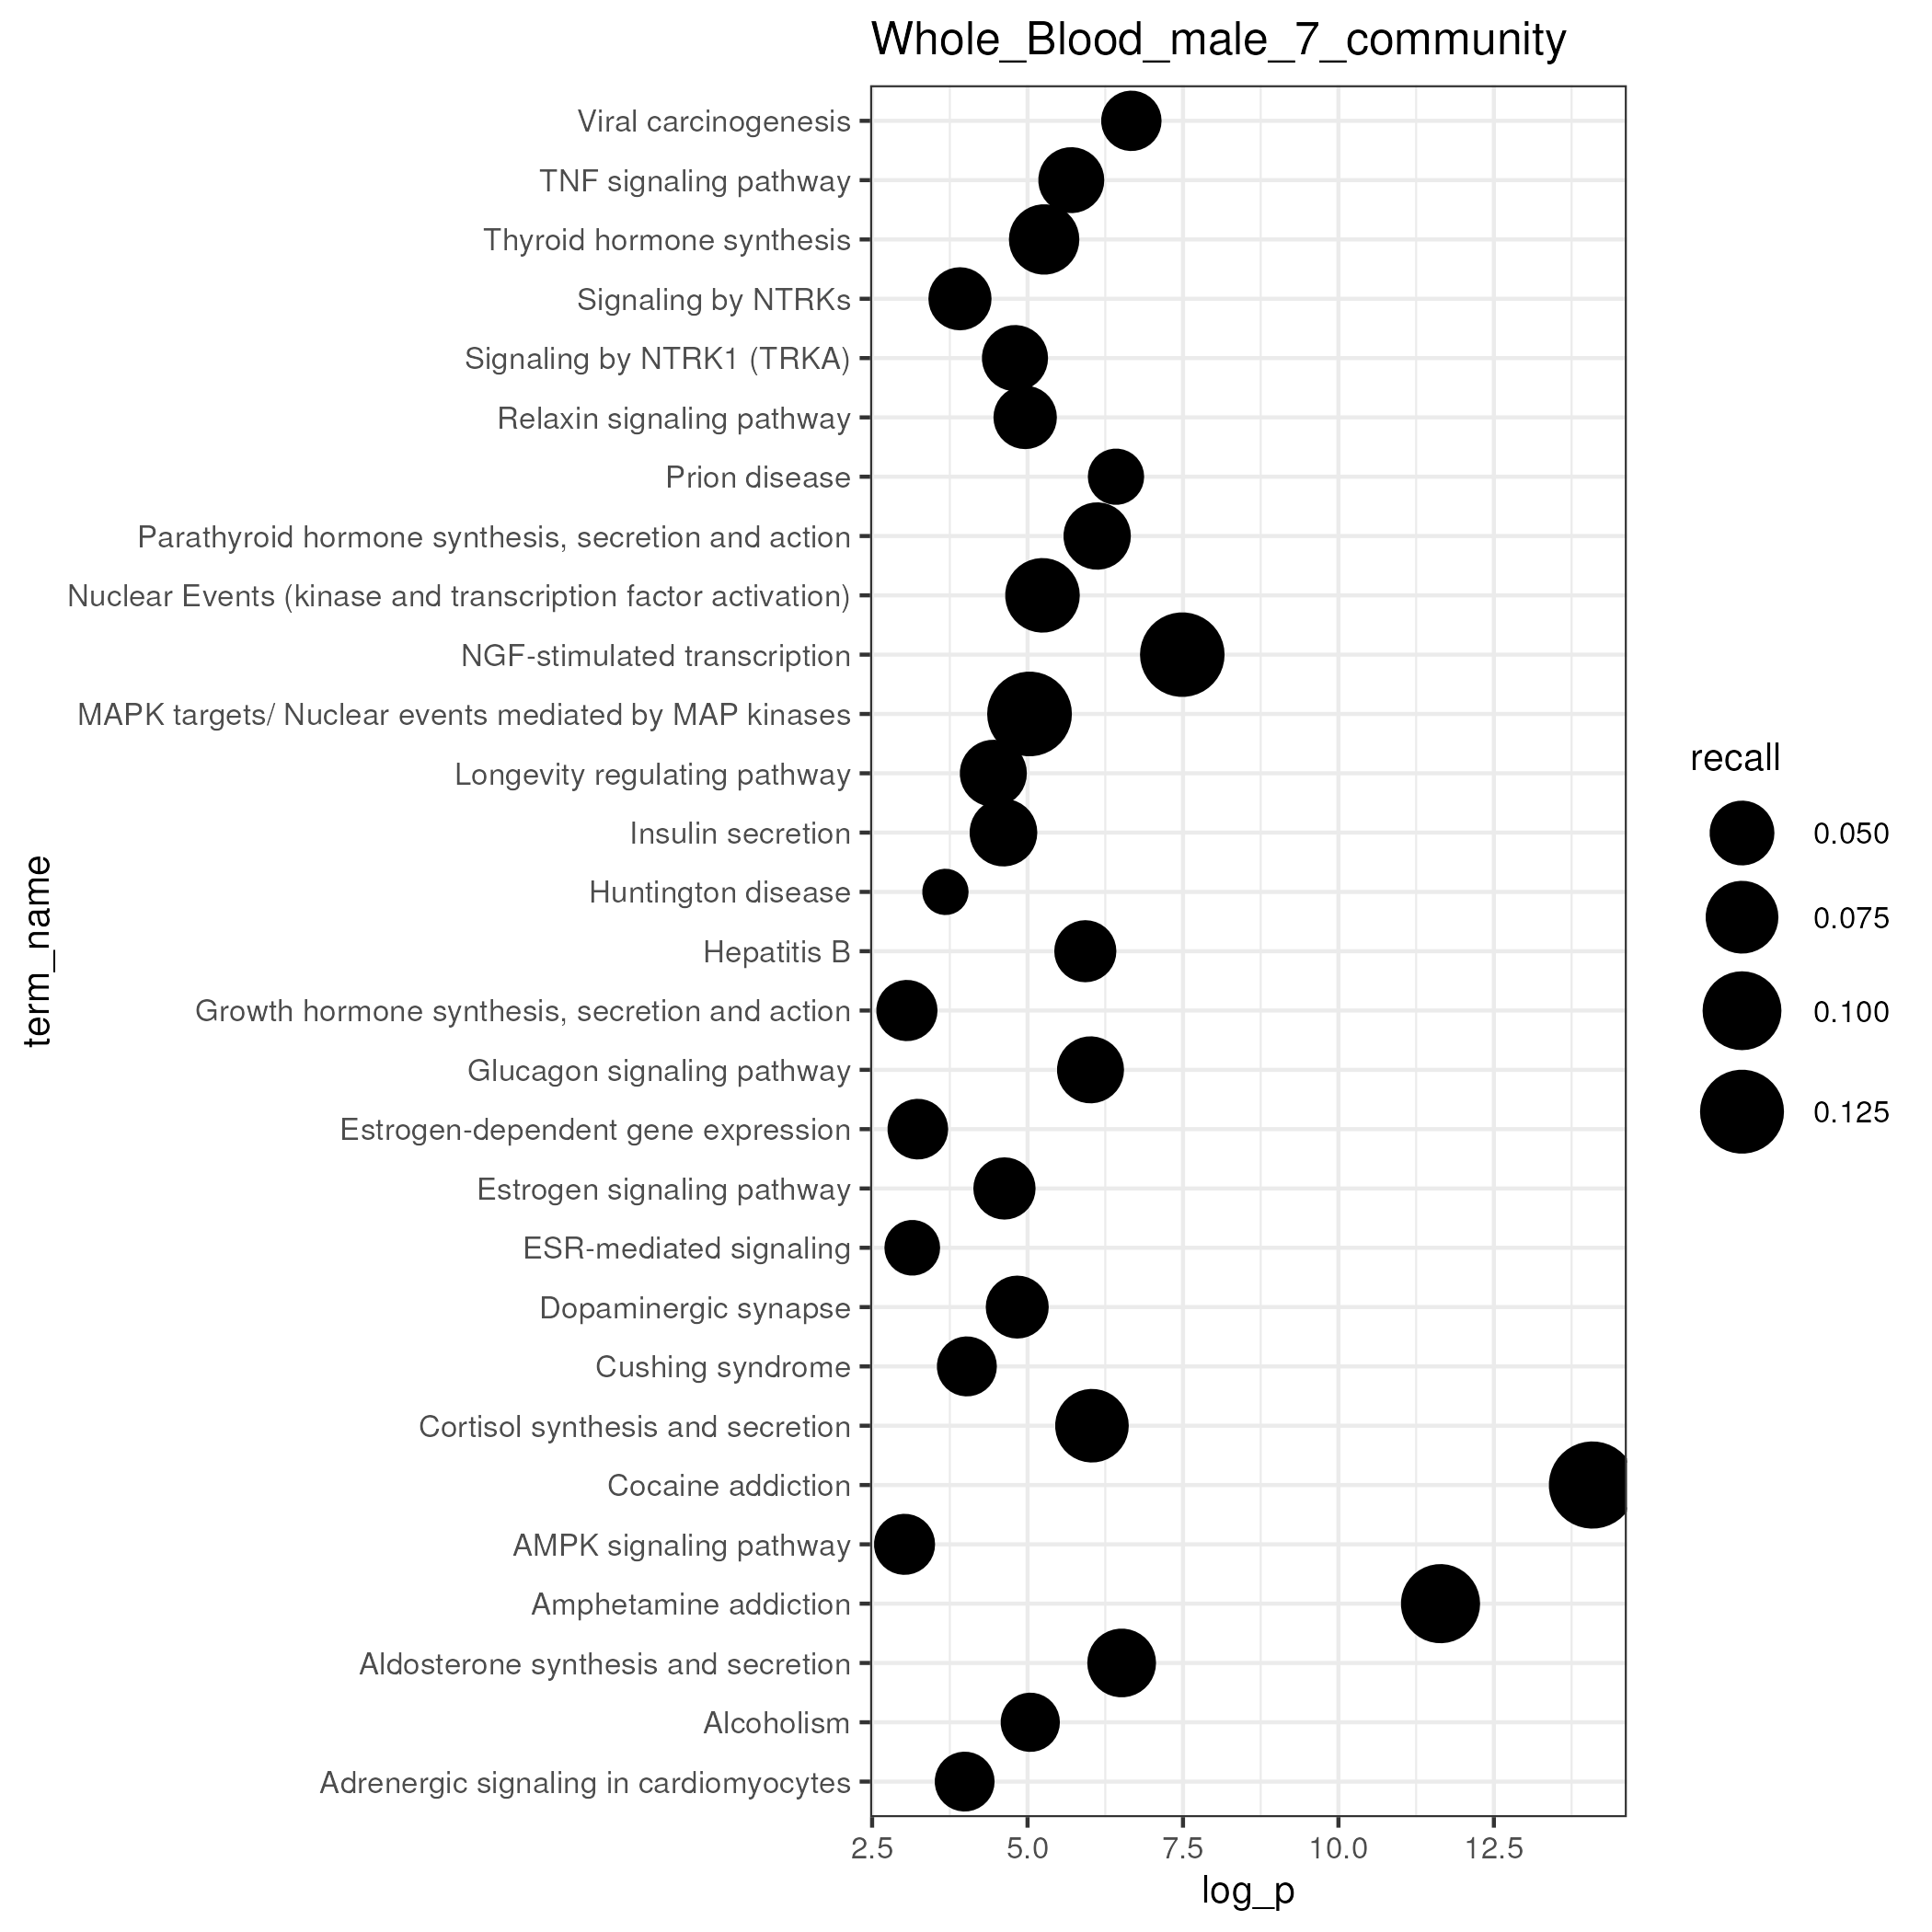 Whole_Blood_male_7_community
term_name
Viral carcinogenesis
TNF signaling pathway
Thyroid hormone synthesis
Signaling by NTRKs
Signaling by NTRK1 (TRKA)
Relaxin signaling pathway
Prion disease
Parathyroid hormone synthesis, secretion and action
Nuclear Events (kinase and transcription factor activation)
NGF-stimulated transcription
MAPK targets/ Nuclear events mediated by MAP kinases
Longevity regulating pathway
Insulin secretion
Huntington disease
Hepatitis B
Growth hormone synthesis, secretion and action
Glucagon signaling pathway
Estrogen-dependent gene expression
Estrogen signaling pathway
ESR-mediated signaling
Dopaminergic synapse
Cushing syndrome
Cortisol synthesis and secretion
Cocaine addiction
AMPK signaling pathway
Amphetamine addiction
Aldosterone synthesis and secretion
Alcoholism
Adrenergic signaling in cardiomyocytes
2.5 5.0 7.5 10.0 12.5
log_p
recall
0.050
0.075
0.100
0.125